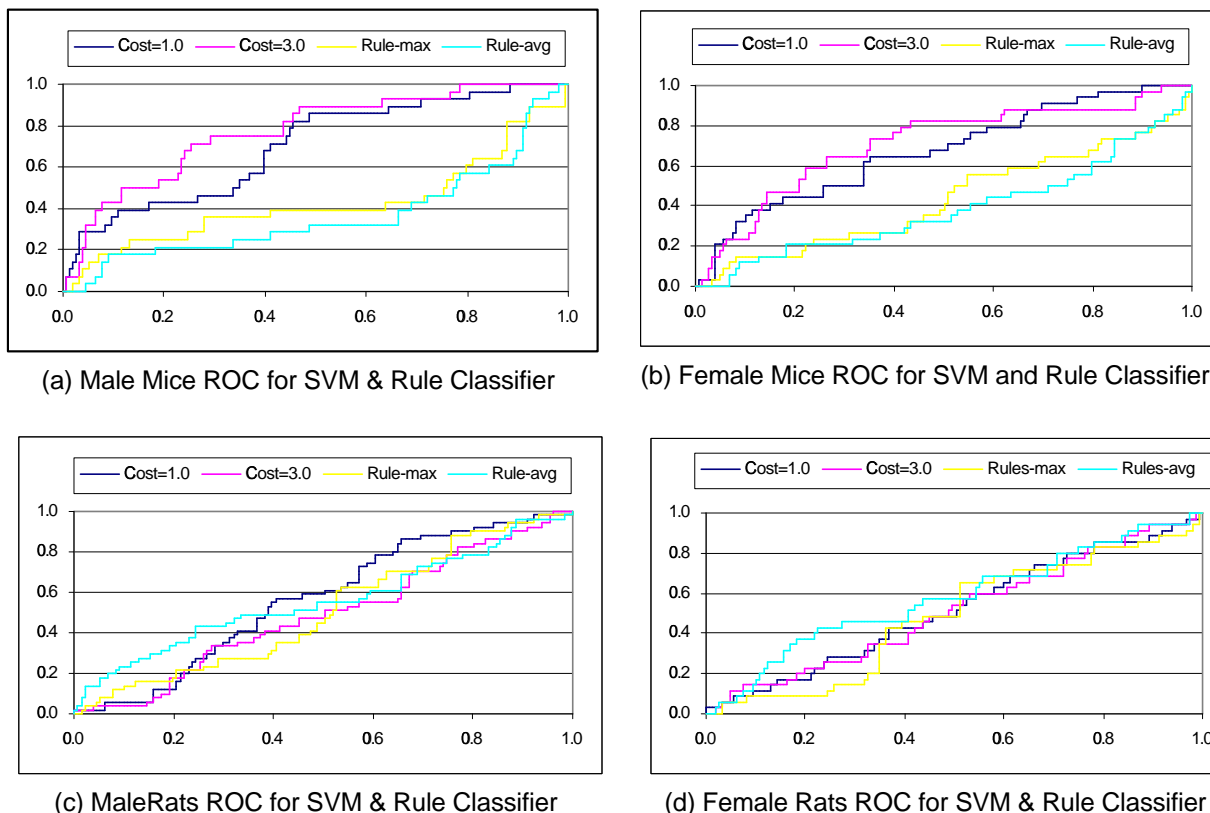 Cost=1.0 Cost=3.0 Rule-max Rule-avg
1.0
0.8
0.6
0.4
0.2
0.0
0.0 0.2 0.4 0.6 0.8 1.0
(a) Male Mice ROC for SVM & Rule Classifier
Cost=1.0 Cost=3.0 Rule-max Rule-avg
1.0
0.8
0.6
0.4
0.2
0.0
0.0 0.2 0.4 0.6 0.8 1.0
(b) Female Mice ROC for SVM and Rule Classifier
Cost=1.0 Cost=3.0 Rule-max Rule-avg
1.0
0.8
0.6
0.4
0.2
0.0
0.0 0.2 0.4 0.6 0.8 1.0
(c) MaleRats ROC for SVM & Rule Classifier
Cost=1.0 Cost=3.0 Rules-max Rules-avg
1.0
0.8
0.6
0.4
0.2
0.0
0.0 0.2 0.4 0.6 0.8 1.0
(d) Female Rats ROC for SVM & Rule Classifier